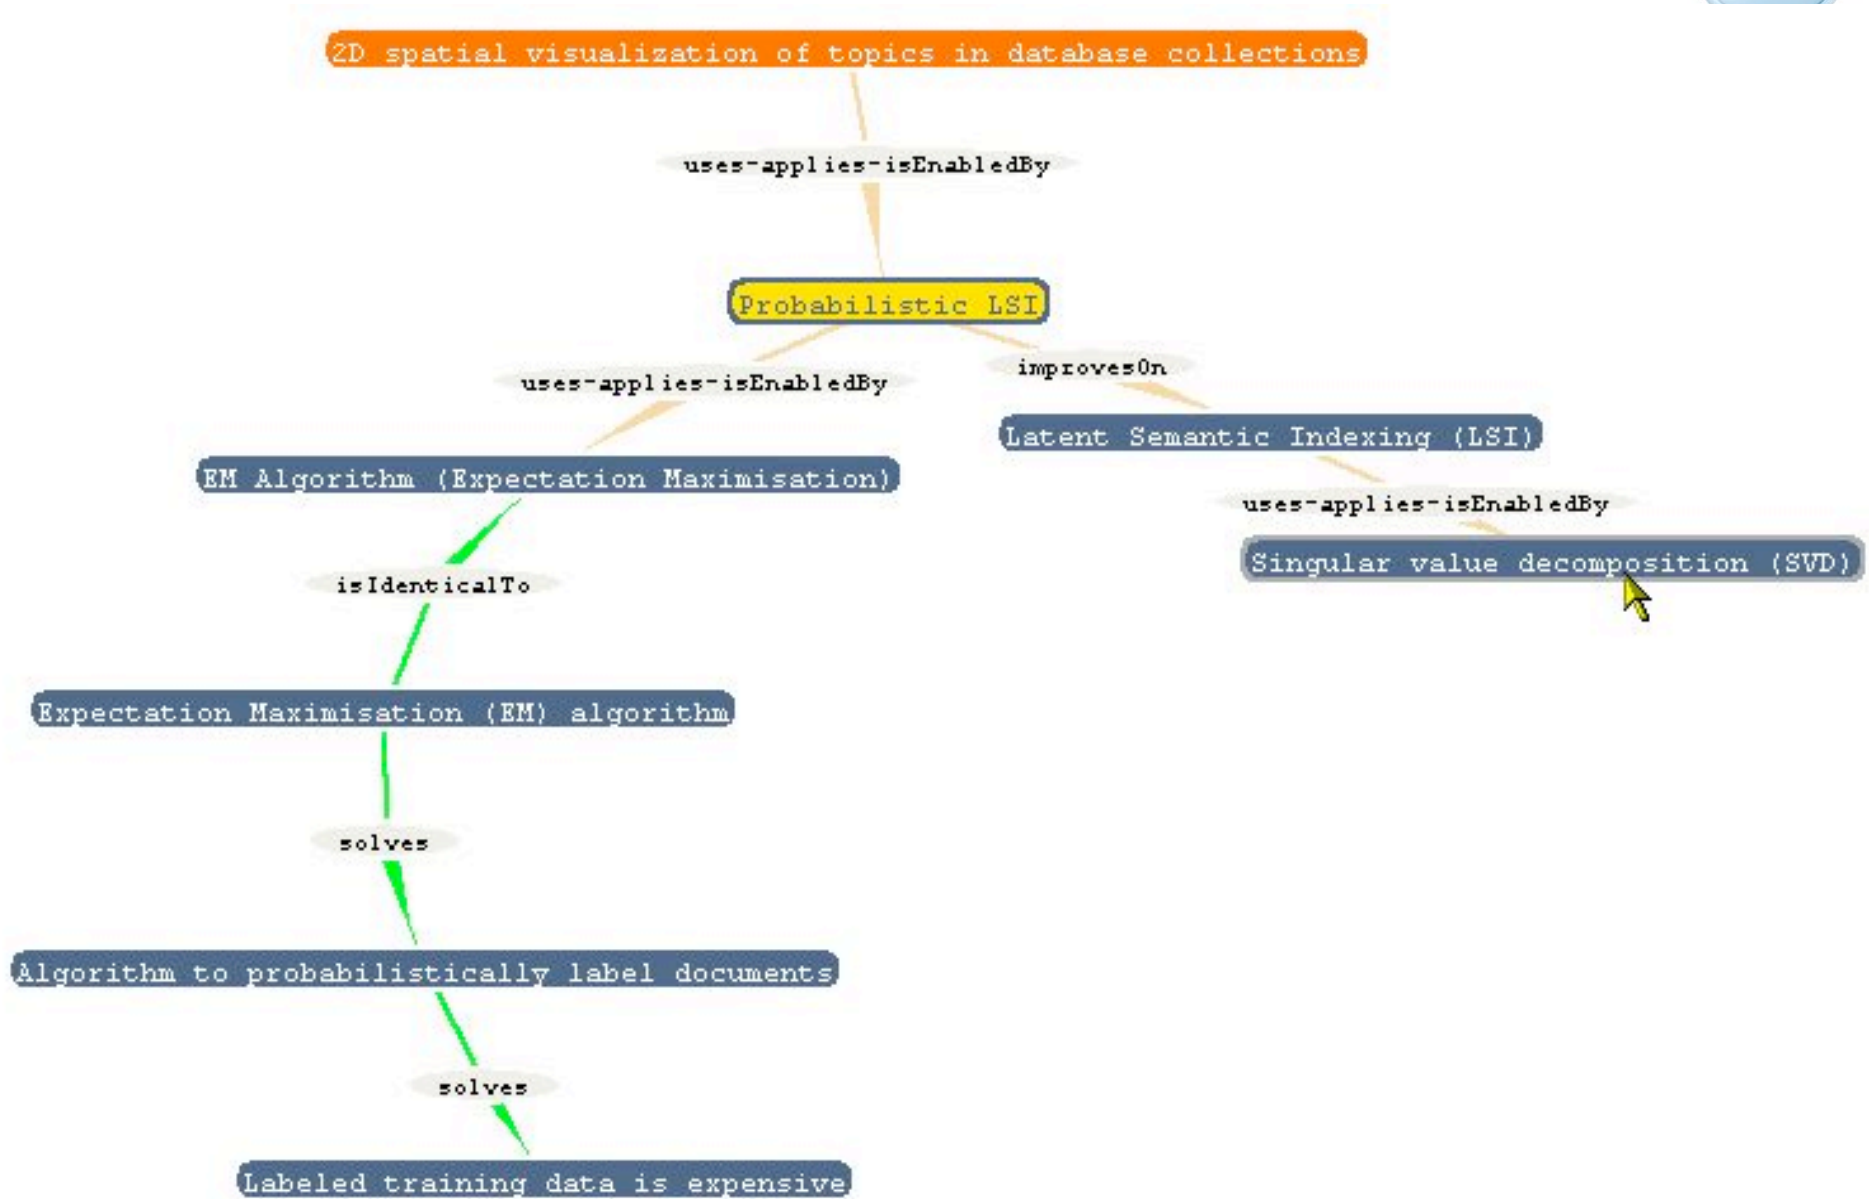 2D spatial visualization of topics in database collections
uses-applies-isEnabledBy
Probabilistic LSI
uses-applies-isEnabledBy
improvesOn
Latent Semantic Indexing (LSI)
EM Algorithm (Expectation Maximisation)
uses-applies-isEnabledBy
Singular value decomposition (SVD)
isIdenticalTo
Expectation Maximisation (EM) algorithm
solves
Algorithm to probabilistically label documents
solves
Labeled training data is expensive